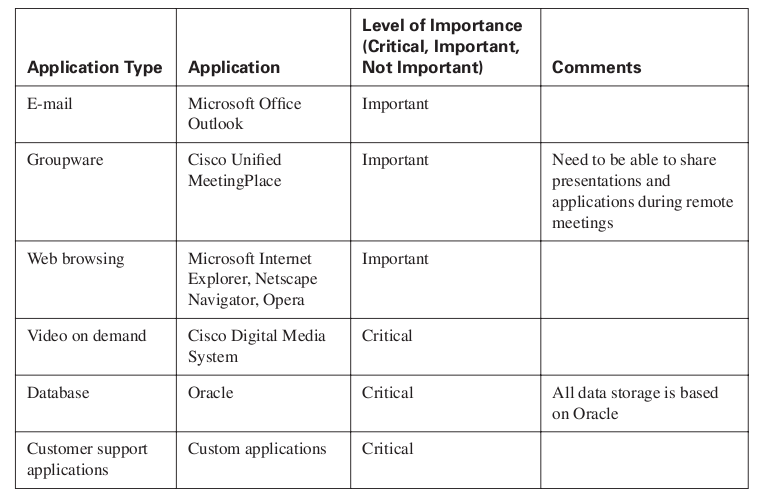 Application Type
Application
Level of Importance
(Critical, Important,
Not Important)
Comments
E-mail
Microsoft Office
Outlook
Important
Groupware
Cisco Unified
MeetingPlace
Important
Need to be able to share
presentations and
applications during remote
meetings
Web browsing
Microsoft Internet
Explorer, Netscape
Navigator, Opera
Important
Video on demand
Cisco Digital Media
System
Critical
Database
Oracle
Critical
All data storage is based
on Oracle
Customer support
applications
Custom applications
Critical